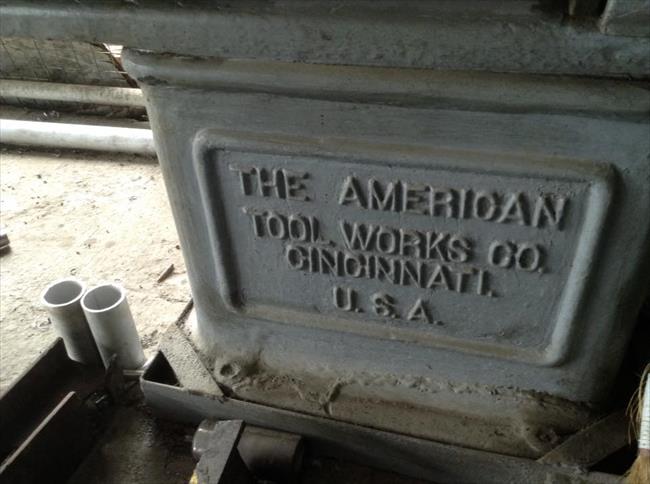 THE AMERICAN
TOOL WORKS CO.
CINCINNATI.
U.S.A.